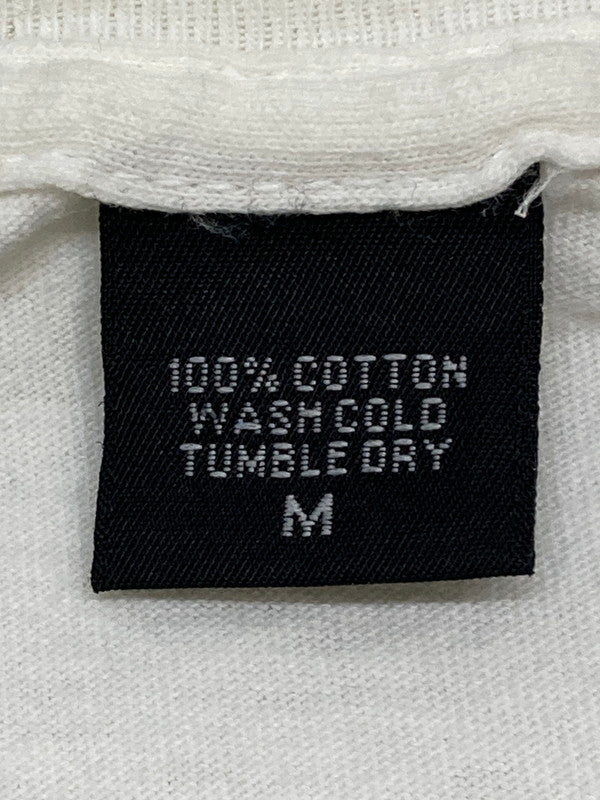 100% COTTON
WASH COLD
TUMBLE DRY
M